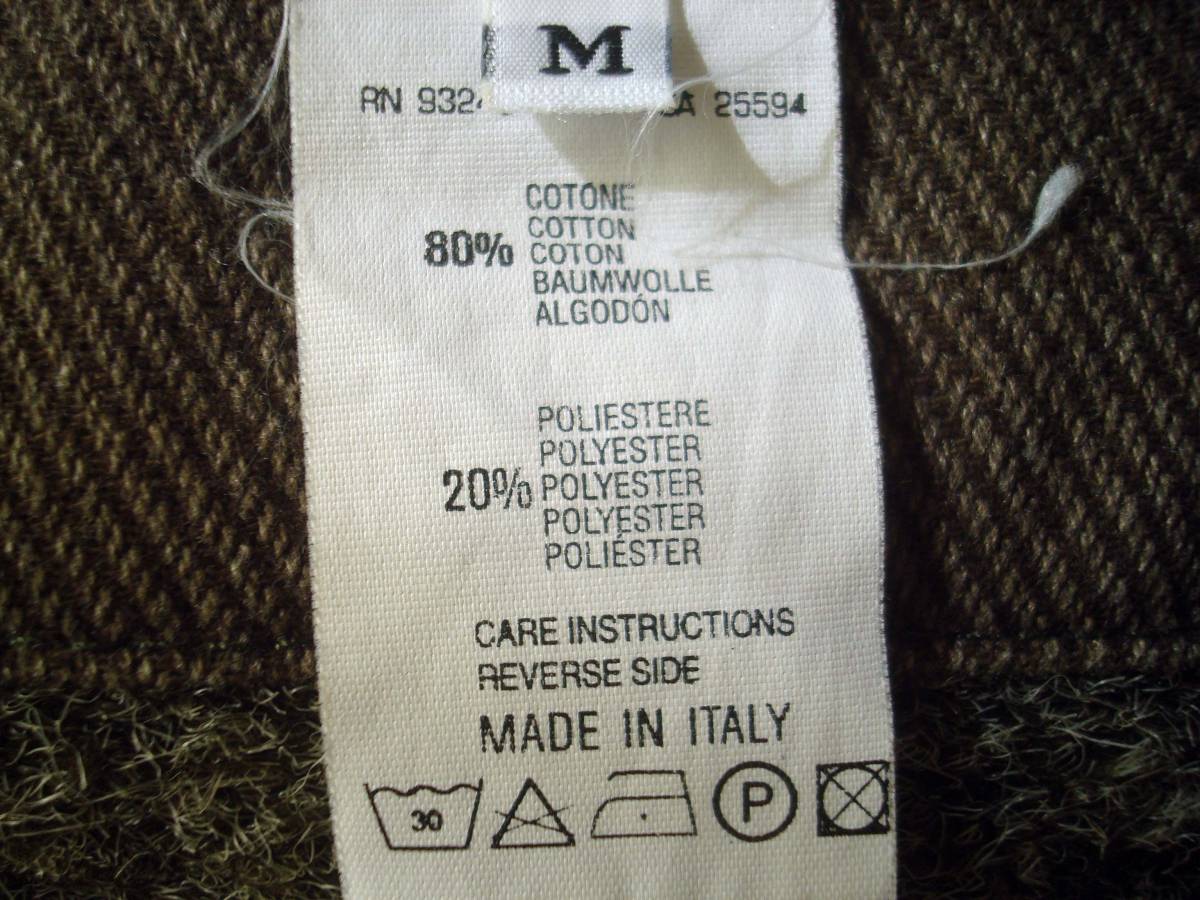 M
RN 25594
COTONE
COTTON
80% COTON
BAUMWOLLE
ALGODÓN
POLIESTERE
POLYESTER
20% POLYESTER
POLYESTER
POLIÉSTER
CARE INSTRUCTIONS
REVERSE SIDE
MADE IN ITALY
30 P